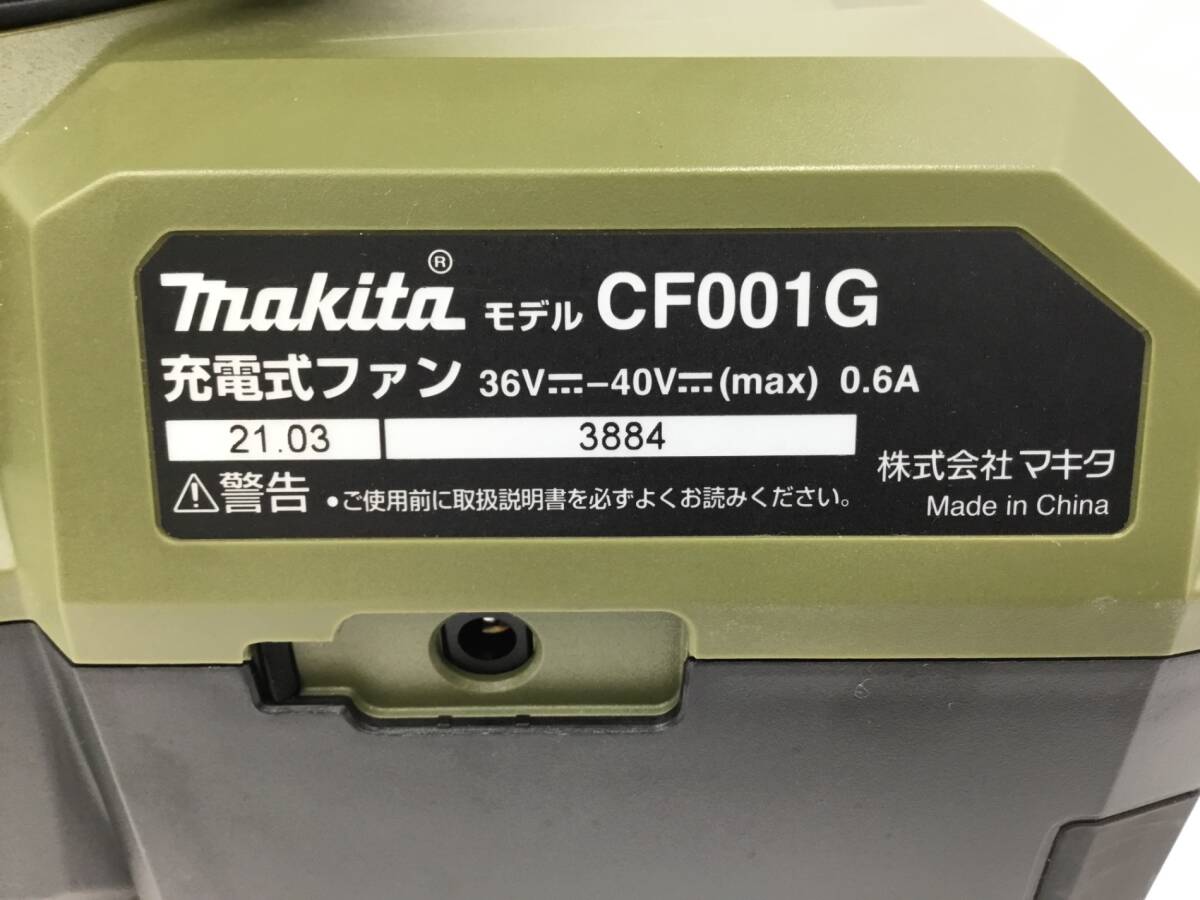 makita® モデル CF001G
充電式ファン 36V⎓–40V⎓(max) 0.6A
21.03 3884
株式会社マキタ
⚠警告 ●ご使用前に取扱説明書を必ずよくお読みください。
Made in China